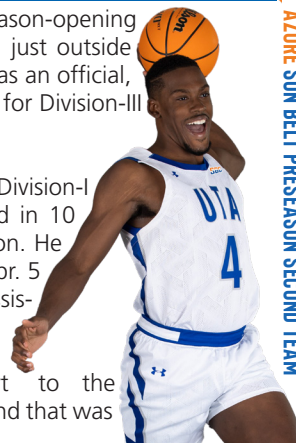 ason-opening
just outside
as an official,
for Division-III
Division-I
d in 10
on. He
pr. 5
sis-
t to the
nd that was
Wilson
UTA
4
AZURE SUN BELT PRESEASON SECOND TEAM